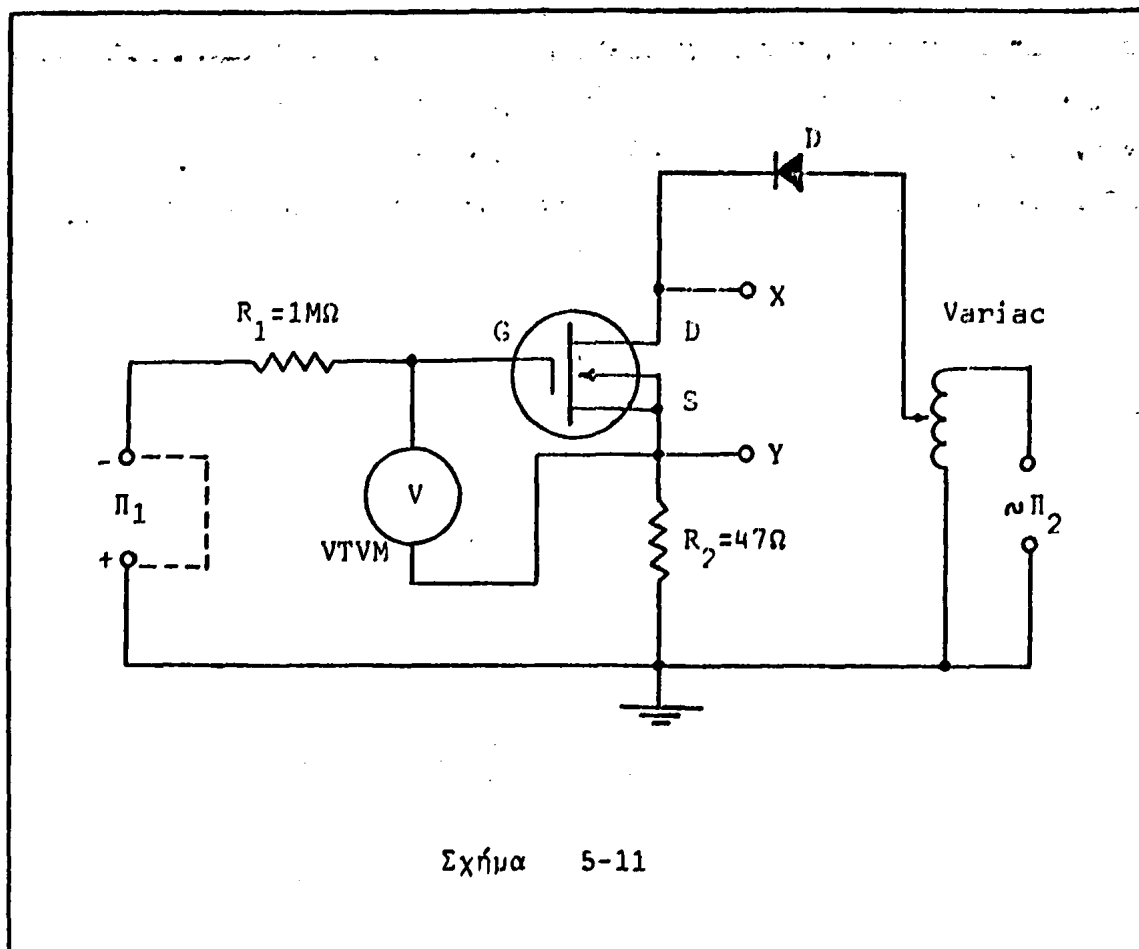 D
X
R₁=1MΩ
G
D
Variac
S
Y
-
Π₁
+
V
VTVM
R₂=47Ω
~Π₂
Σχήμα 5-11